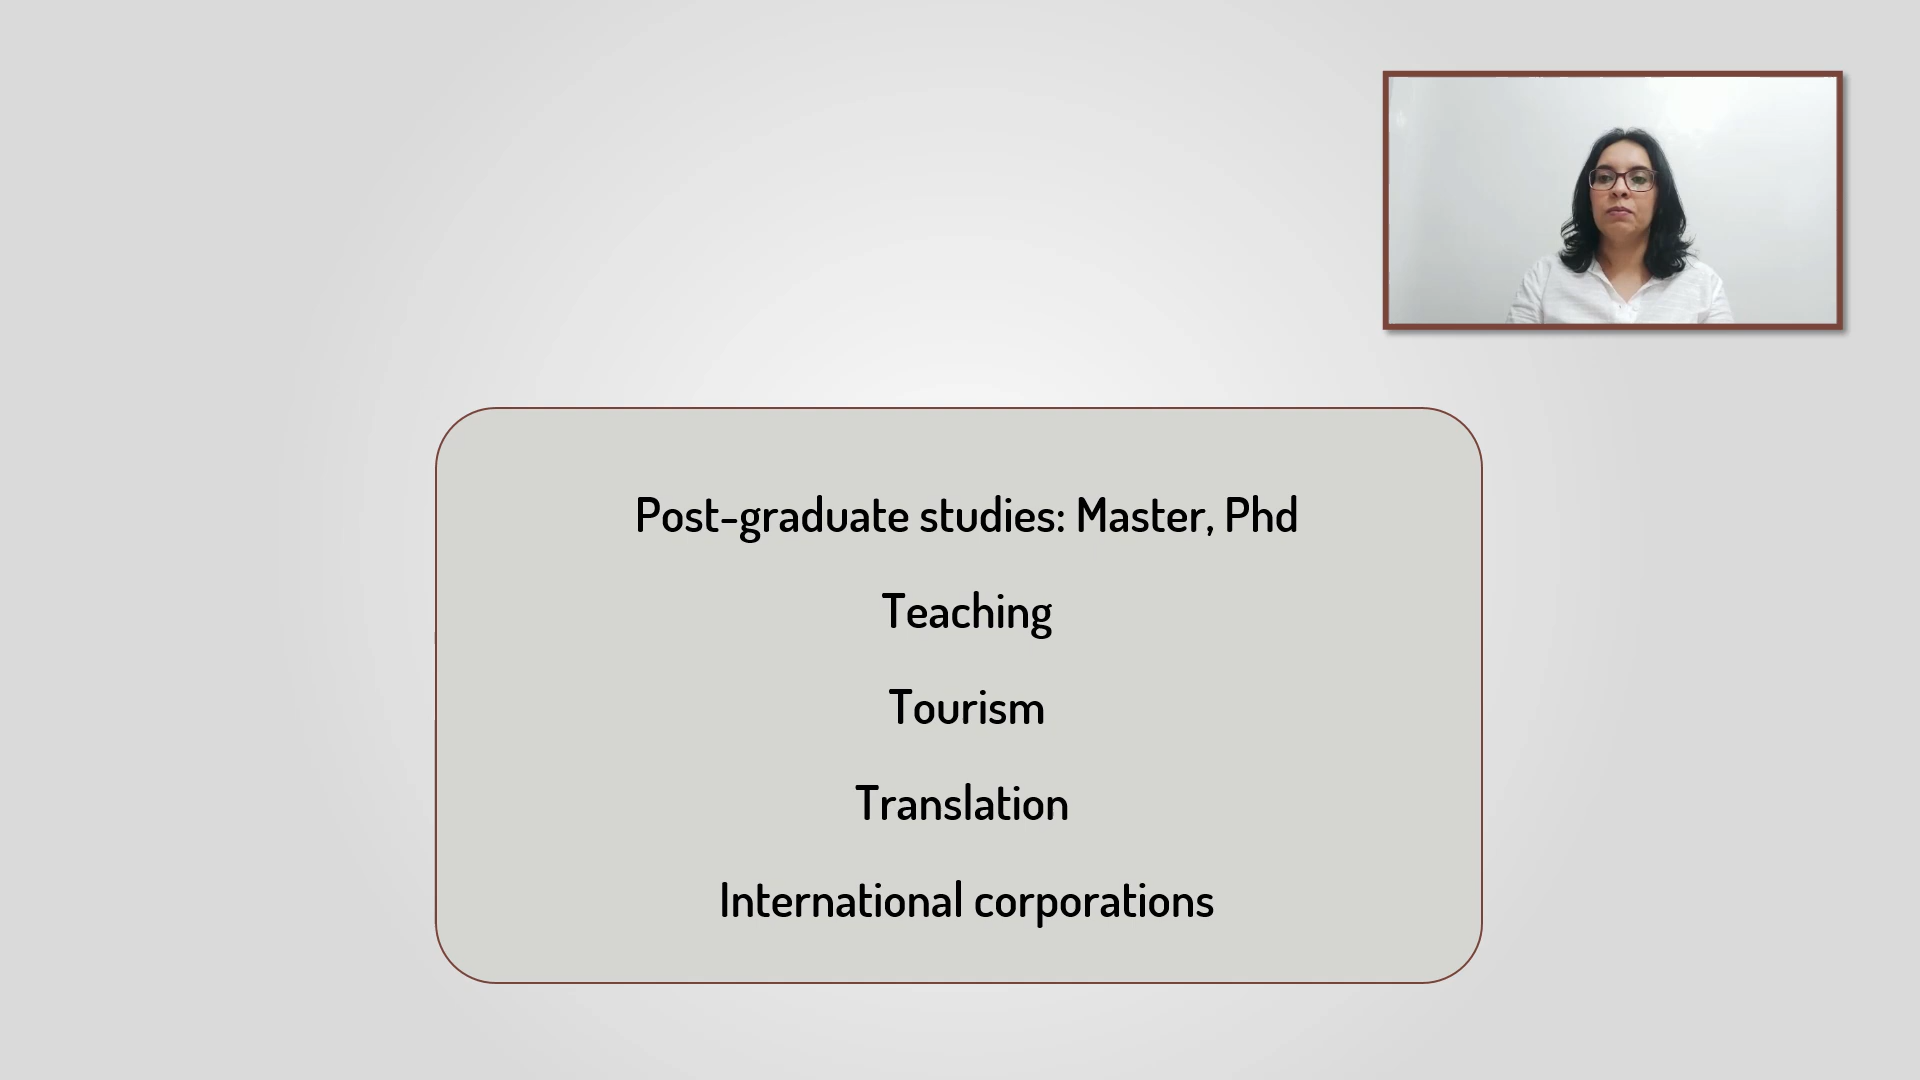 Post-graduate studies: Master, Phd
Teaching
Tourism
Translation
International corporations